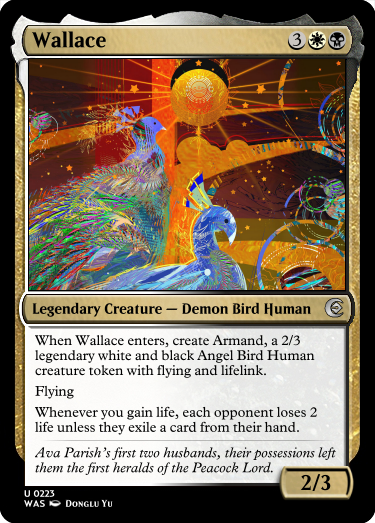 Wallace 3
Legendary Creature — Demon Bird Human
When Wallace enters, create Armand, a 2/3
legendary white and black Angel Bird Human
creature token with flying and lifelink.
Flying
Whenever you gain life, each opponent loses 2
life unless they exile a card from their hand.
Ava Parish's first two husbands, their possessions left
them the first heralds of the Peacock Lord.
2/3
U 0223
WAS Donglu Yu